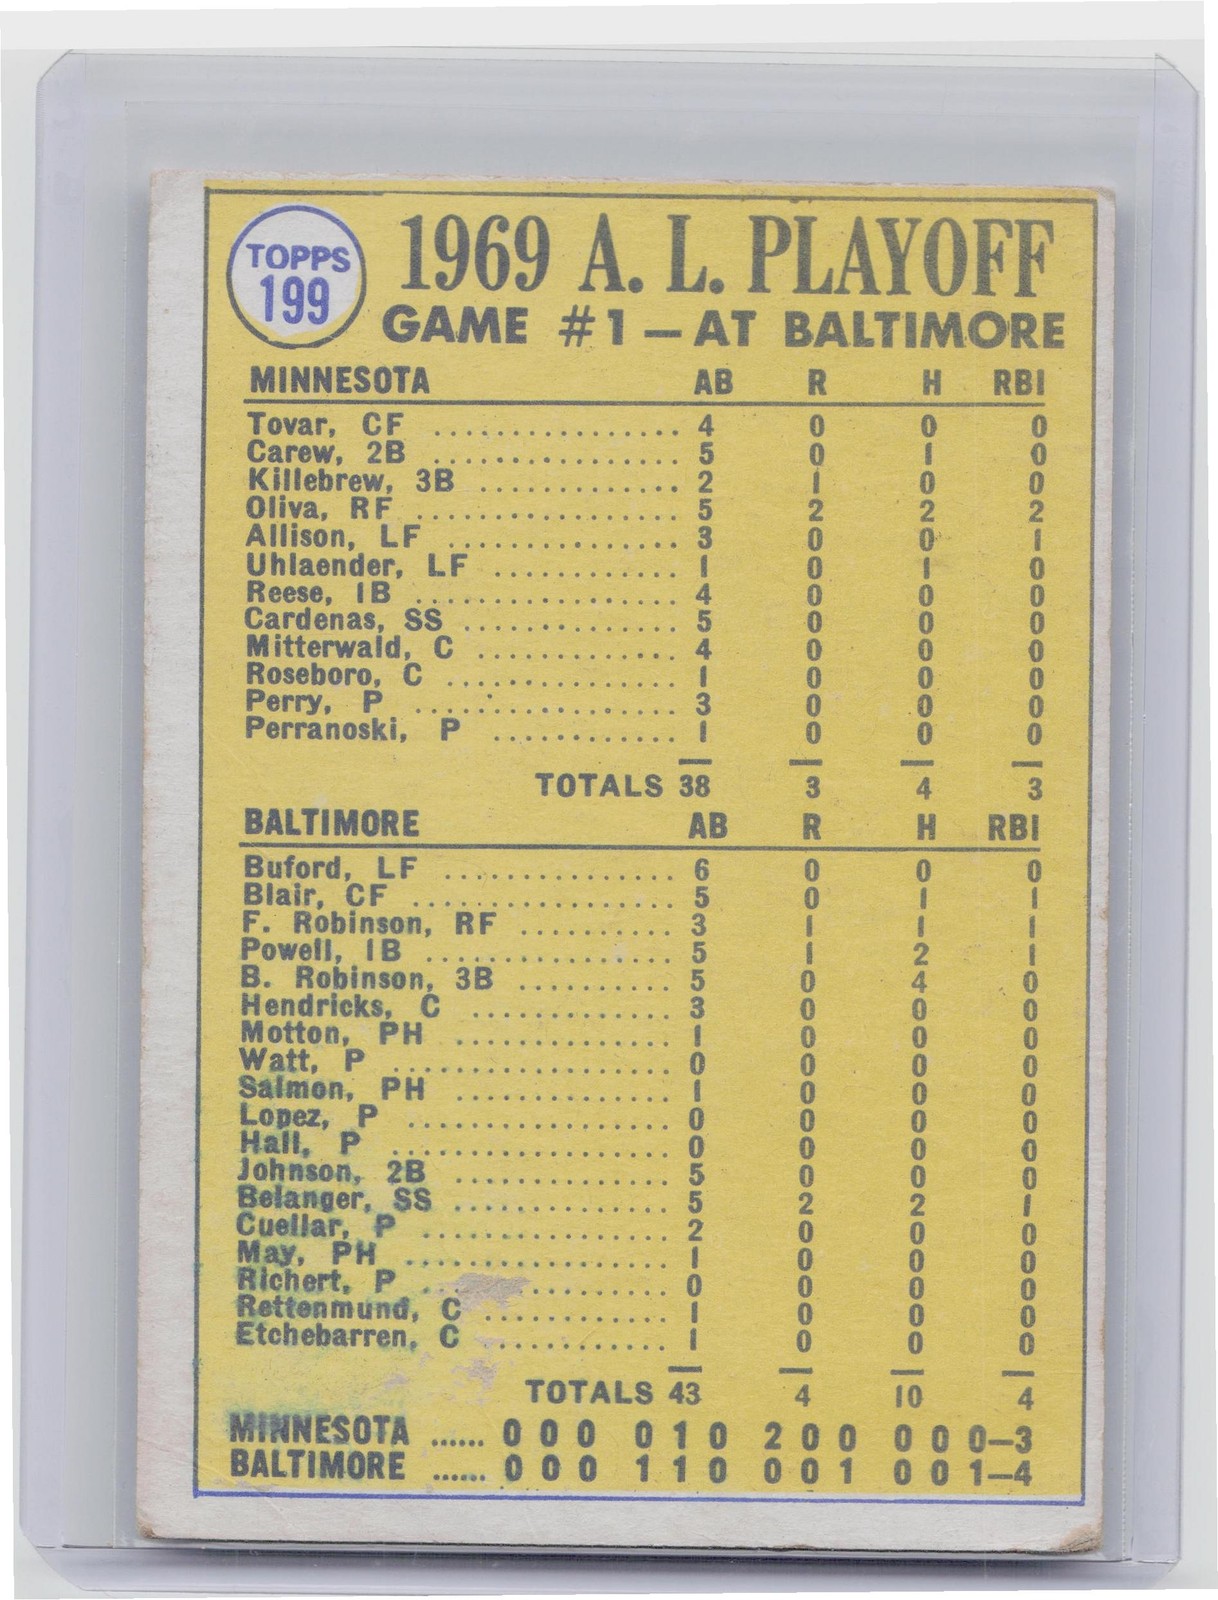 TOPPS
199
1969 A. L. PLAYOFF
GAME #1 — AT BALTIMORE
MINNESOTA AB R H RBI
Tovar, CF ................ 4 0 0 0
Carew, 2B ................ 5 0 1 0
Killebrew, 3B ............. 2 1 0 0
Oliva, RF ................. 5 2 2 2
Allison, LF ............... 3 0 0 1
Uhlaender, LF ............ 1 0 1 0
Reese, 1B ................. 4 0 0 0
Cardenas, SS .............. 5 0 0 0
Mitterwald, C ............. 4 0 0 0
Roseboro, C ............... 1 0 0 0
Perry, P ................. 3 0 0 0
Perranoski, P ............ 1 0 0 0
TOTALS 38 3 4 3
BALTIMORE AB R H RBI
Buford, LF ............... 6 0 0 0
Blair, CF ................. 5 0 1 1
F. Robinson, RF .......... 3 1 1 1
Powell, 1B ................ 5 1 2 1
B. Robinson, 3B .......... 5 0 4 0
Hendricks, C ............. 3 0 0 0
Motton, PH .............. 1 0 0 0
Watt, P .................. 0 0 0 0
Salmon, PH .............. 1 0 0 0
Lopez, P ................. 0 0 0 0
Hall, P .................. 0 0 0 0
Johnson, 2B .............. 5 0 0 0
Belanger, SS .............. 5 2 2 1
Cuellar, P ................ 2 0 0 0
May, PH ................. 1 0 0 0
Richert, P ................ 0 0 0 0
Rettenmund, C ............ 1 0 0 0
Etchebarren, C ........... 1 0 0 0
TOTALS 43 4 10 4
MINNESOTA ...... 0 0 0 0 1 0 2 0 0 0 0 0—3
BALTIMORE ...... 0 0 0 1 1 0 0 0 1 0 0 1—4